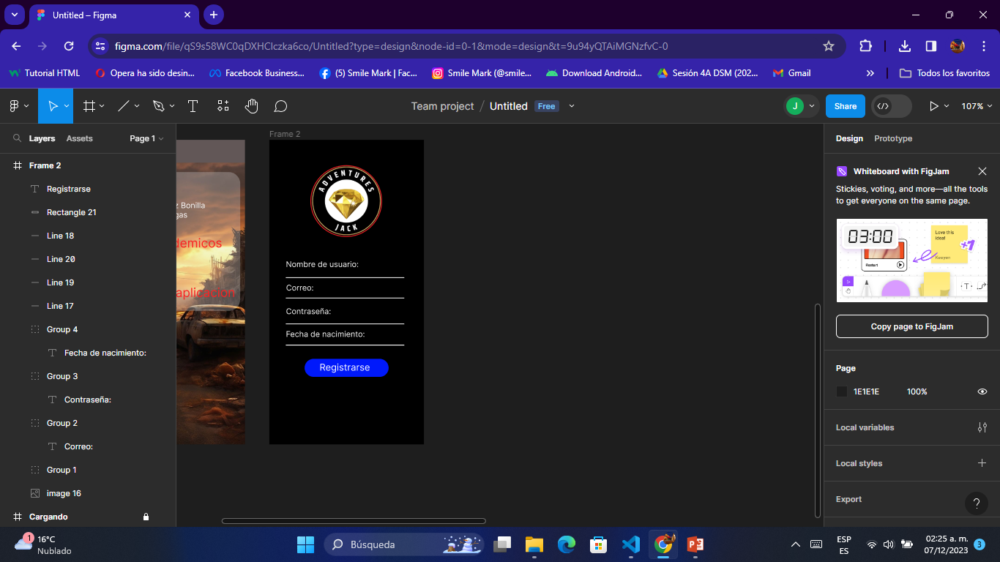 Untitled – Figma
figma.com/file/qS9s58WC0qDXHClczka6co/Untitled?type=design&node-id=0-1&mode=design&t=9u94yQTAiMGNzfvC-0
Tutorial HTML
Opera ha sido desin...
Facebook Business...
(5) Smile Mark | Fac...
Smile Mark (@smile...
Download Android...
Sesión 4A DSM (202...
Gmail
Todos los favoritos
Team project / Untitled Free
J
Share
107%
Layers Assets Page 1
Frame 2
Registrarse
Rectangle 21
Line 18
Line 20
Line 19
Line 17
Group 4
Fecha de nacimiento:
Group 3
Contraseña:
Group 2
Correo:
Group 1
image 16
Cargando
z Bonilla
gas
demicos
aplicacion
Frame 2
ADVENTURES
JACK
Nombre de usuario:
Correo:
Contraseña:
Fecha de nacimiento:
Registrarse
Design Prototype
Whiteboard with FigJam
Stickies, voting, and more—all the tools
to get everyone on the same page.
03:00
Love this
idea!
+1
Restart
Copy page to FigJam
Page
1E1E1E 100%
Local variables
Local styles
Export
?
1
16°C
Nublado
Búsqueda
ESP
ES
02:25 a. m.
07/12/2023
3